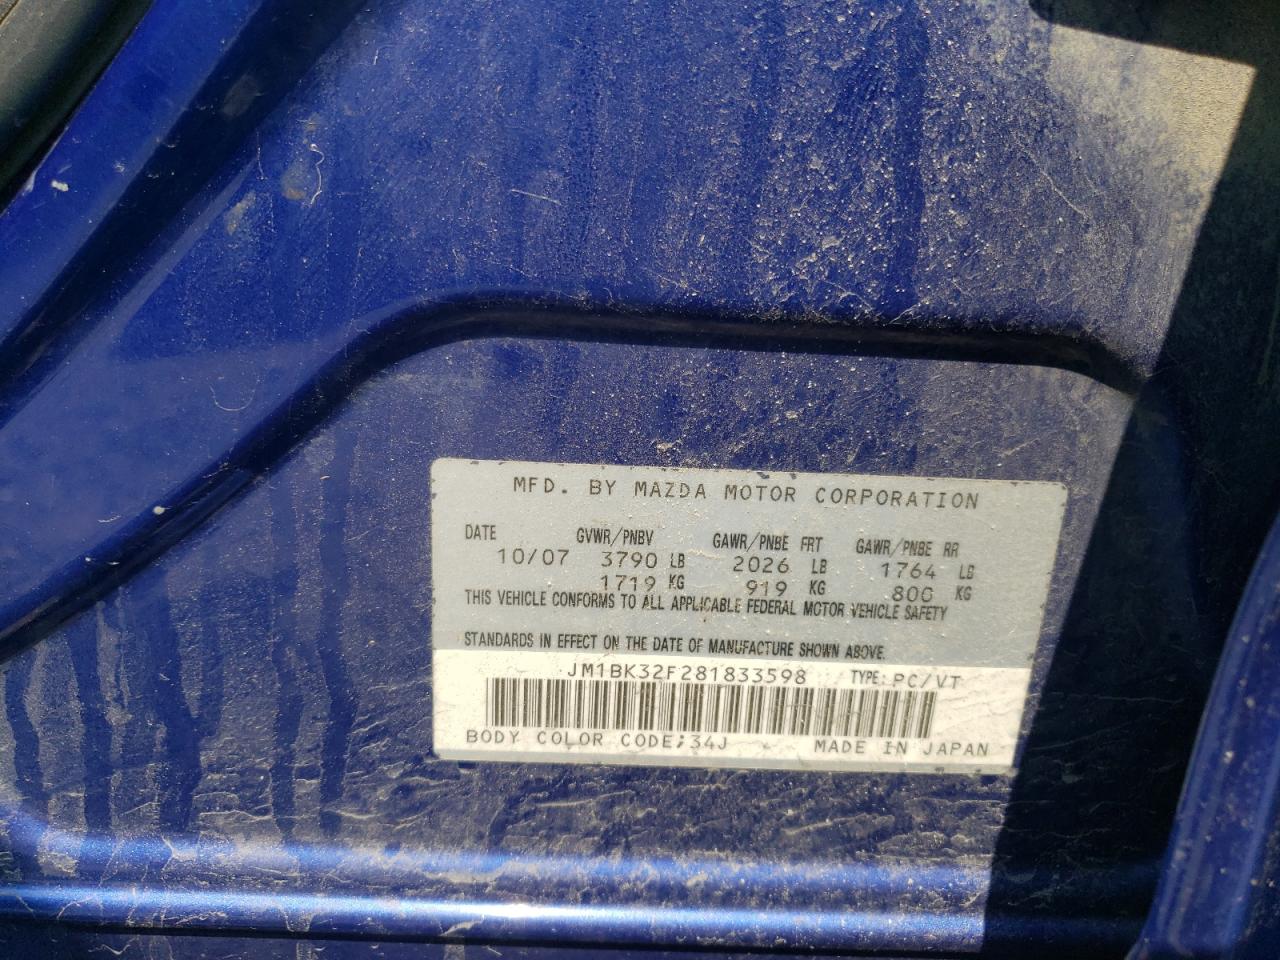 MFD. BY MAZDA MOTOR CORPORATION
DATE GVWR/PNBV GAWR/PNBE FRT GAWR/PNBE RR
10/07 3790 LB 2026 LB 1764 LB
1719 KG 919 KG 800 KG
THIS VEHICLE CONFORMS TO ALL APPLICABLE FEDERAL MOTOR VEHICLE SAFETY
STANDARDS IN EFFECT ON THE DATE OF MANUFACTURE SHOWN ABOVE.
JM1BK32F281833598 TYPE: PC/VT
BODY COLOR CODE;34J MADE IN JAPAN